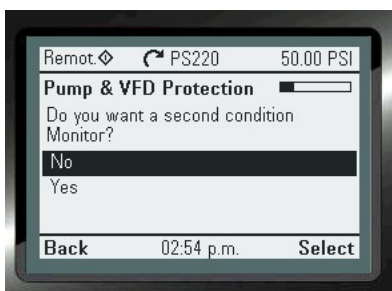 Remot. PS220 50.00 PSI
Pump & VFD Protection
Do you want a second condition
Monitor?
No
Yes
Back 02:54 p.m. Select